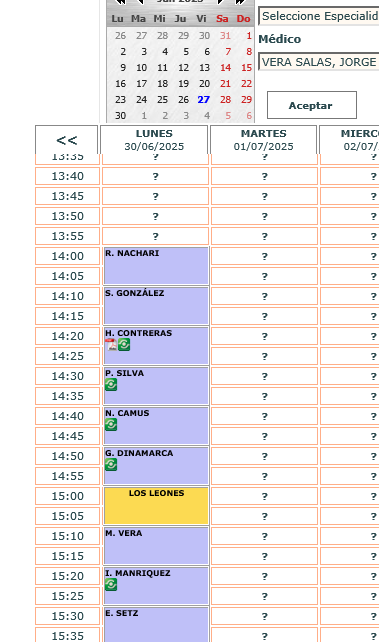 Jun 2025
Lu Ma Mi Ju Vi Sa Do
26 27 28 29 30 31 1
2 3 4 5 6 7 8
9 10 11 12 13 14 15
16 17 18 19 20 21 22
23 24 25 26 27 28 29
30 1 2 3 4 5 6
Seleccione Especialid
Médico
VERA SALAS, JORGE
Aceptar
<< LUNES MARTES MIERC
30/06/2025 01/07/2025 02/07/
13:35 ? ? ?
13:40 ? ? ?
13:45 ? ? ?
13:50 ? ? ?
13:55 ? ? ?
14:00 R. NACHARI ? ?
14:05 ? ?
14:10 S. GONZÁLEZ ? ?
14:15 ? ?
14:20 H. CONTRERAS ? ?
14:25 ? ?
14:30 P. SILVA ? ?
14:35 ? ?
14:40 N. CAMUS ? ?
14:45 ? ?
14:50 G. DINAMARCA ? ?
14:55 ? ?
15:00 LOS LEONES ? ?
15:05 ? ?
15:10 M. VERA ? ?
15:15 ? ?
15:20 I. MANRIQUEZ ? ?
15:25 ? ?
15:30 E. SETZ ? ?
15:35 ? ?